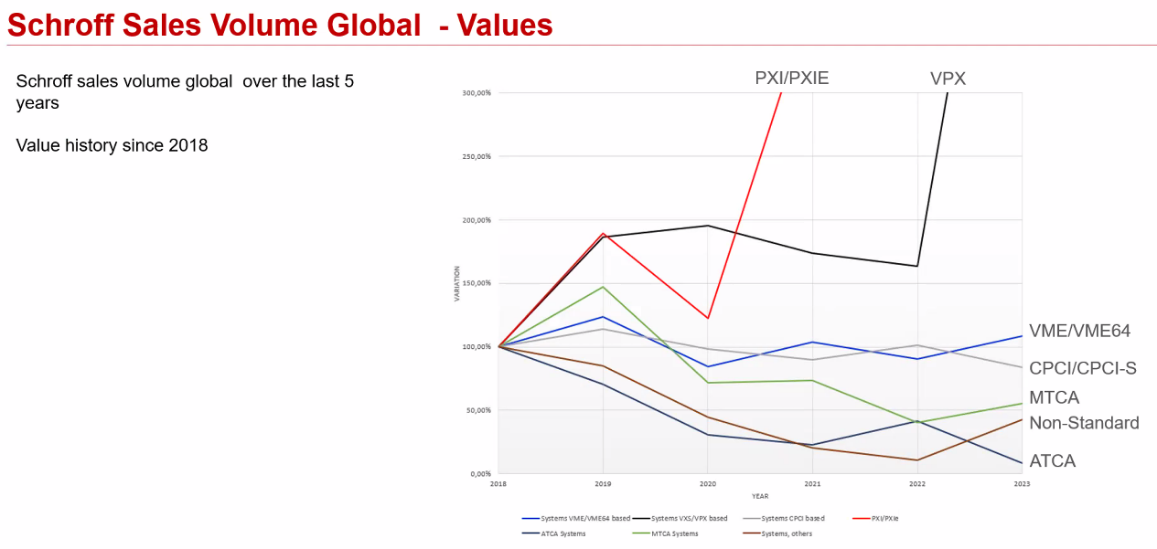 Schroff Sales Volume Global - Values
Schroff sales volume global over the last 5
years
Value history since 2018
PXI/PXIE
VPX
300,00%
250,00%
200,00%
150,00%
100,00%
50,00%
0,00%
VARIATION
VME/VME64
CPCI/CPCI-S
MTCA
Non-Standard
ATCA
2018 2019 2020 2021 2022 2023
YEAR
Systems VME/VME64 based Systems VXS/VPX based Systems CPCI based PXI/PXIe
ATCA Systems MTCA Systems Systems, others